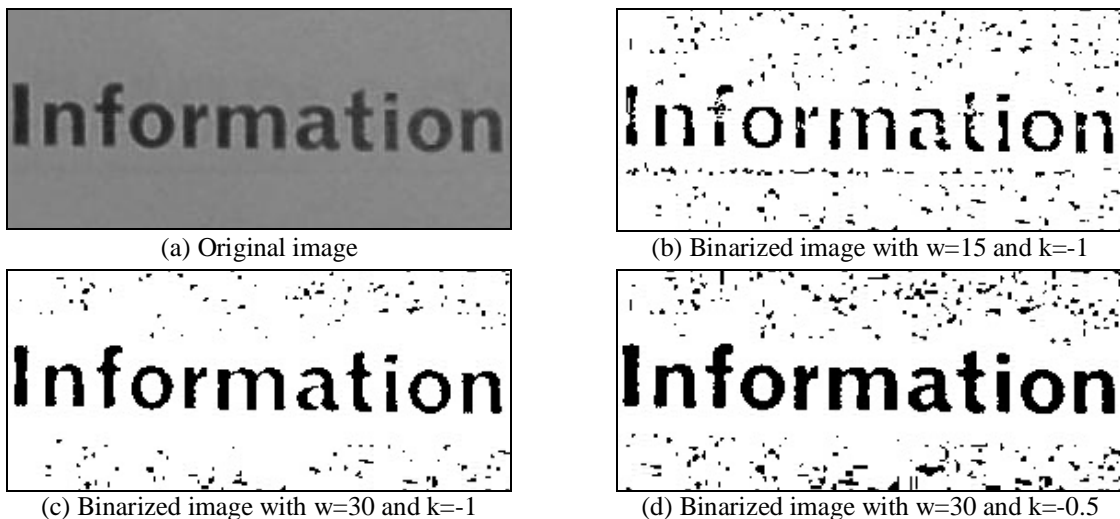 Information
Information
(a) Original image
(b) Binarized image with w=15 and k=-1
Information
Information
(c) Binarized image with w=30 and k=-1
(d) Binarized image with w=30 and k=-0.5